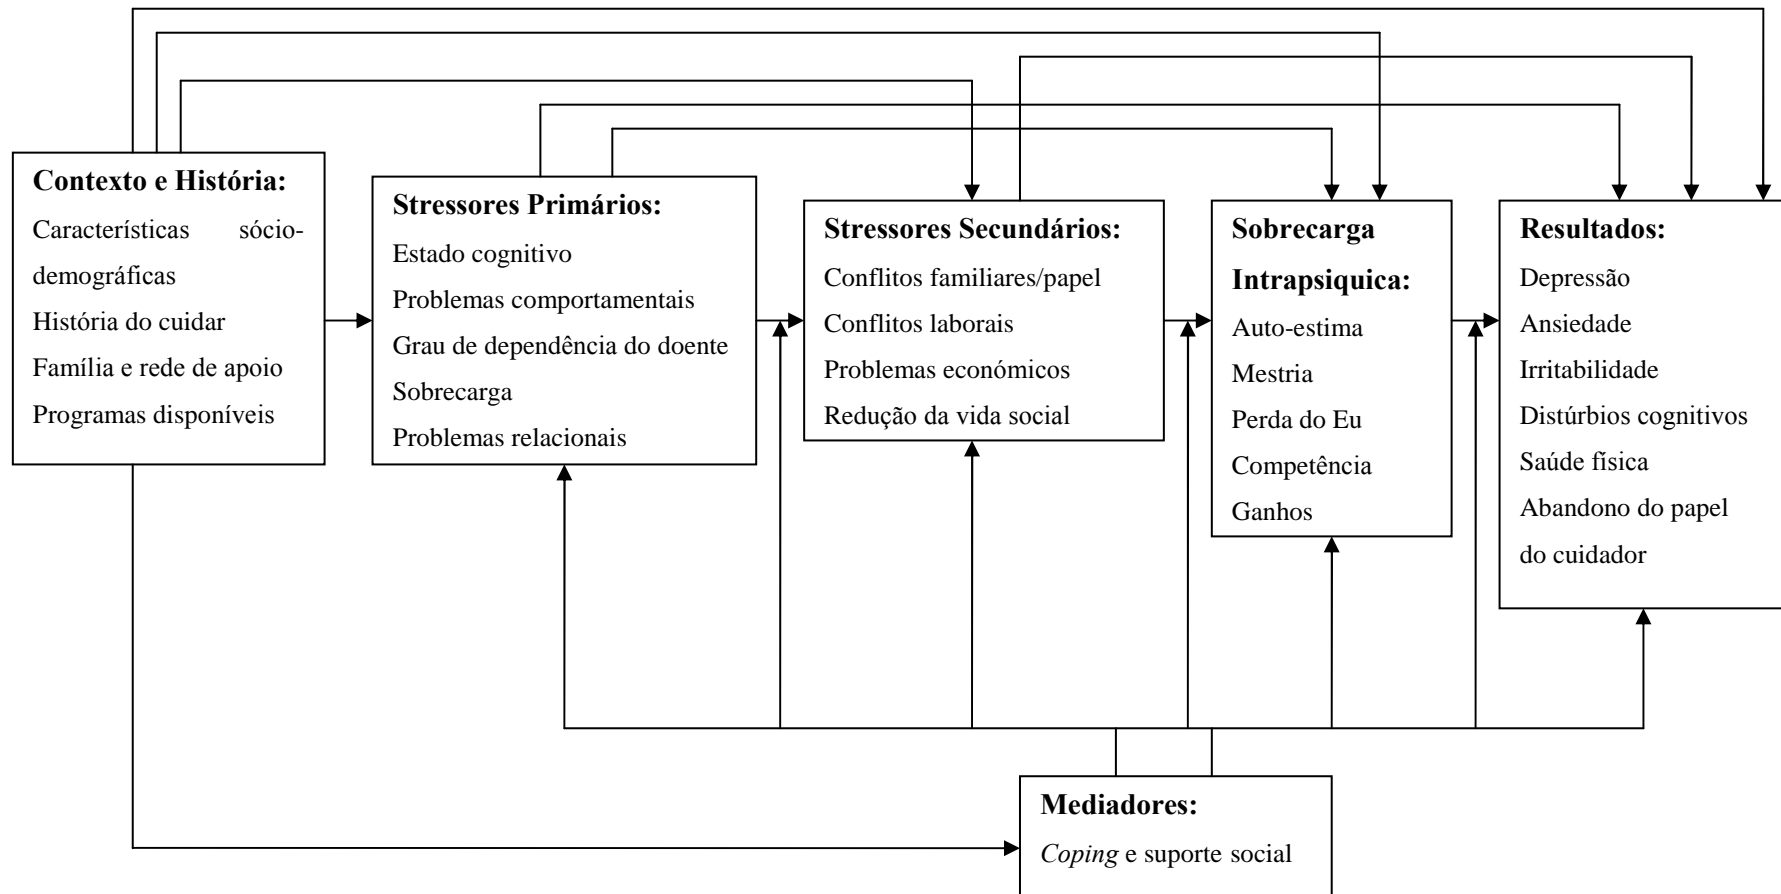 Contexto e História:
Características sócio-
demográficas
História do cuidar
Família e rede de apoio
Programas disponíveis
Stressores Primários:
Estado cognitivo
Problemas comportamentais
Grau de dependência do doente
Sobrecarga
Problemas relacionais
Stressores Secundários:
Conflitos familiares/papel
Conflitos laborais
Problemas económicos
Redução da vida social
Sobrecarga
Intrapsiquica:
Auto-estima
Mestria
Perda do Eu
Competência
Ganhos
Resultados:
Depressão
Ansiedade
Irritabilidade
Distúrbios cognitivos
Saúde física
Abandono do papel
do cuidador
Mediadores:
Coping e suporte social